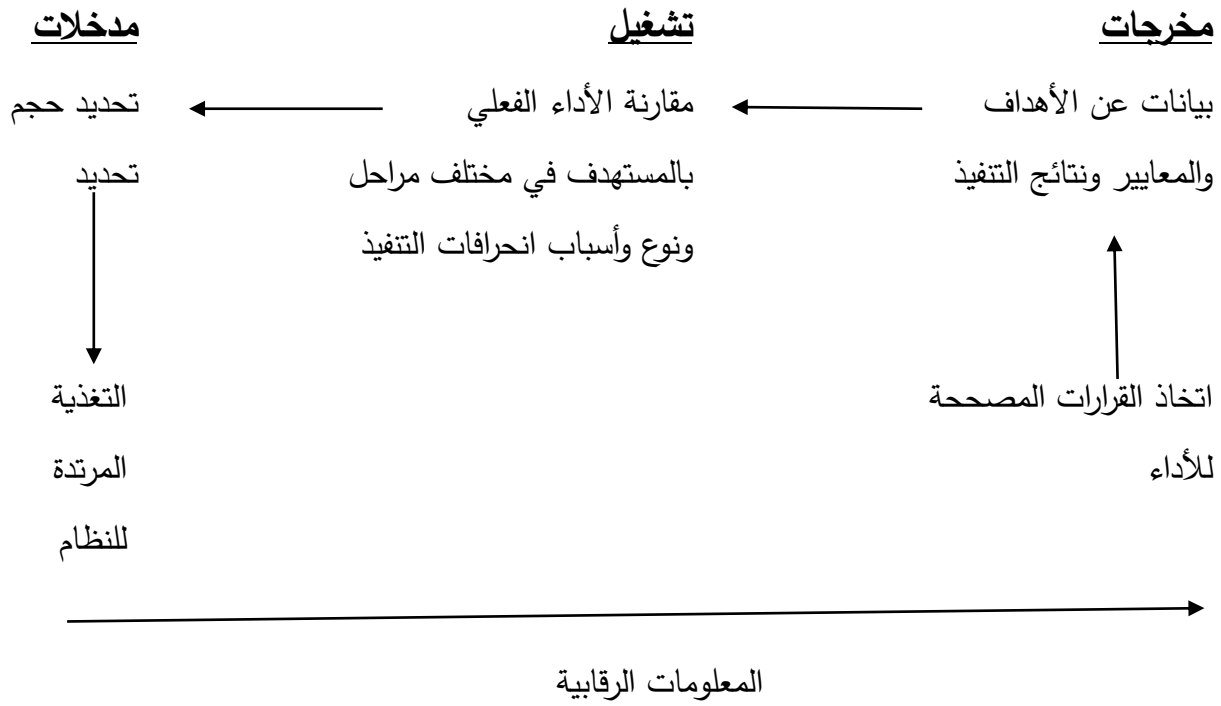 مخرجات تشغيل مدخلات
بيانات عن الأهداف مقارنة الأداء الفعلي تحديد حجم
والمعايير ونتائج التنفيذ بالمستهدف في مختلف مراحل تحديد
ونوع وأسباب انحرافات التنفيذ
اتخاذ القرارات المصححة التغذية
للأداء المرتدة
للنظام
المعلومات الرقابية